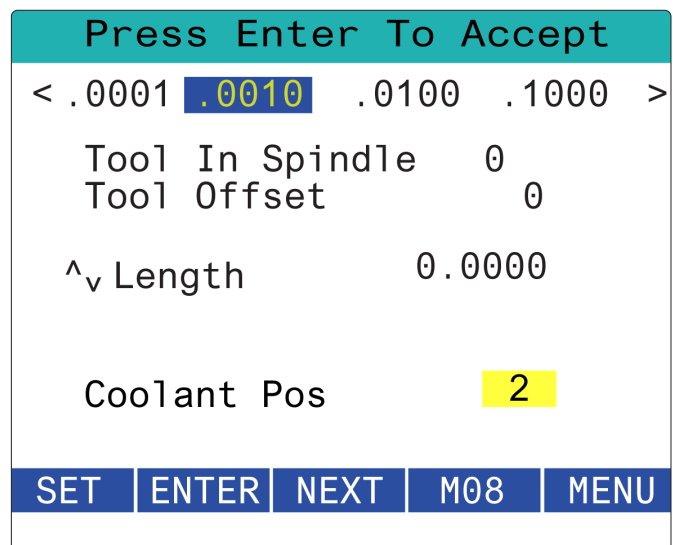 Press Enter To Accept
< .0001 .0010 .0100 .1000 >
Tool In Spindle 0
Tool Offset 0
^v Length 0.0000
Coolant Pos 2
SET ENTER NEXT M08 MENU